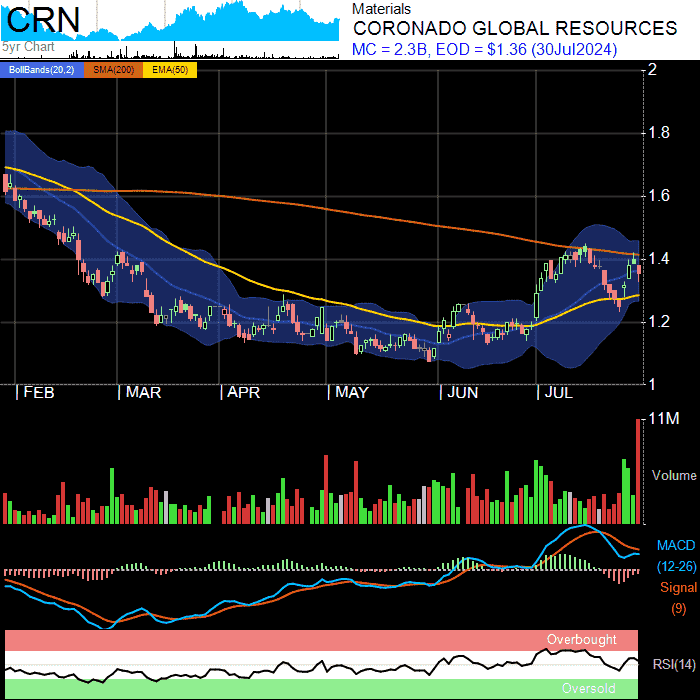 CRN
5yr Chart
Materials
CORONADO GLOBAL RESOURCES
MC = 2.3B, EOD = $1.36 (30Jul2024)
BollBands(20,2) SMA(200) EMA(50)
2
1.8
1.6
1.4
1.2
1
FEB MAR APR MAY JUN JUL
11M
Volume
MACD
(12-26)
Signal
(9)
Overbought
RSI(14)
Oversold